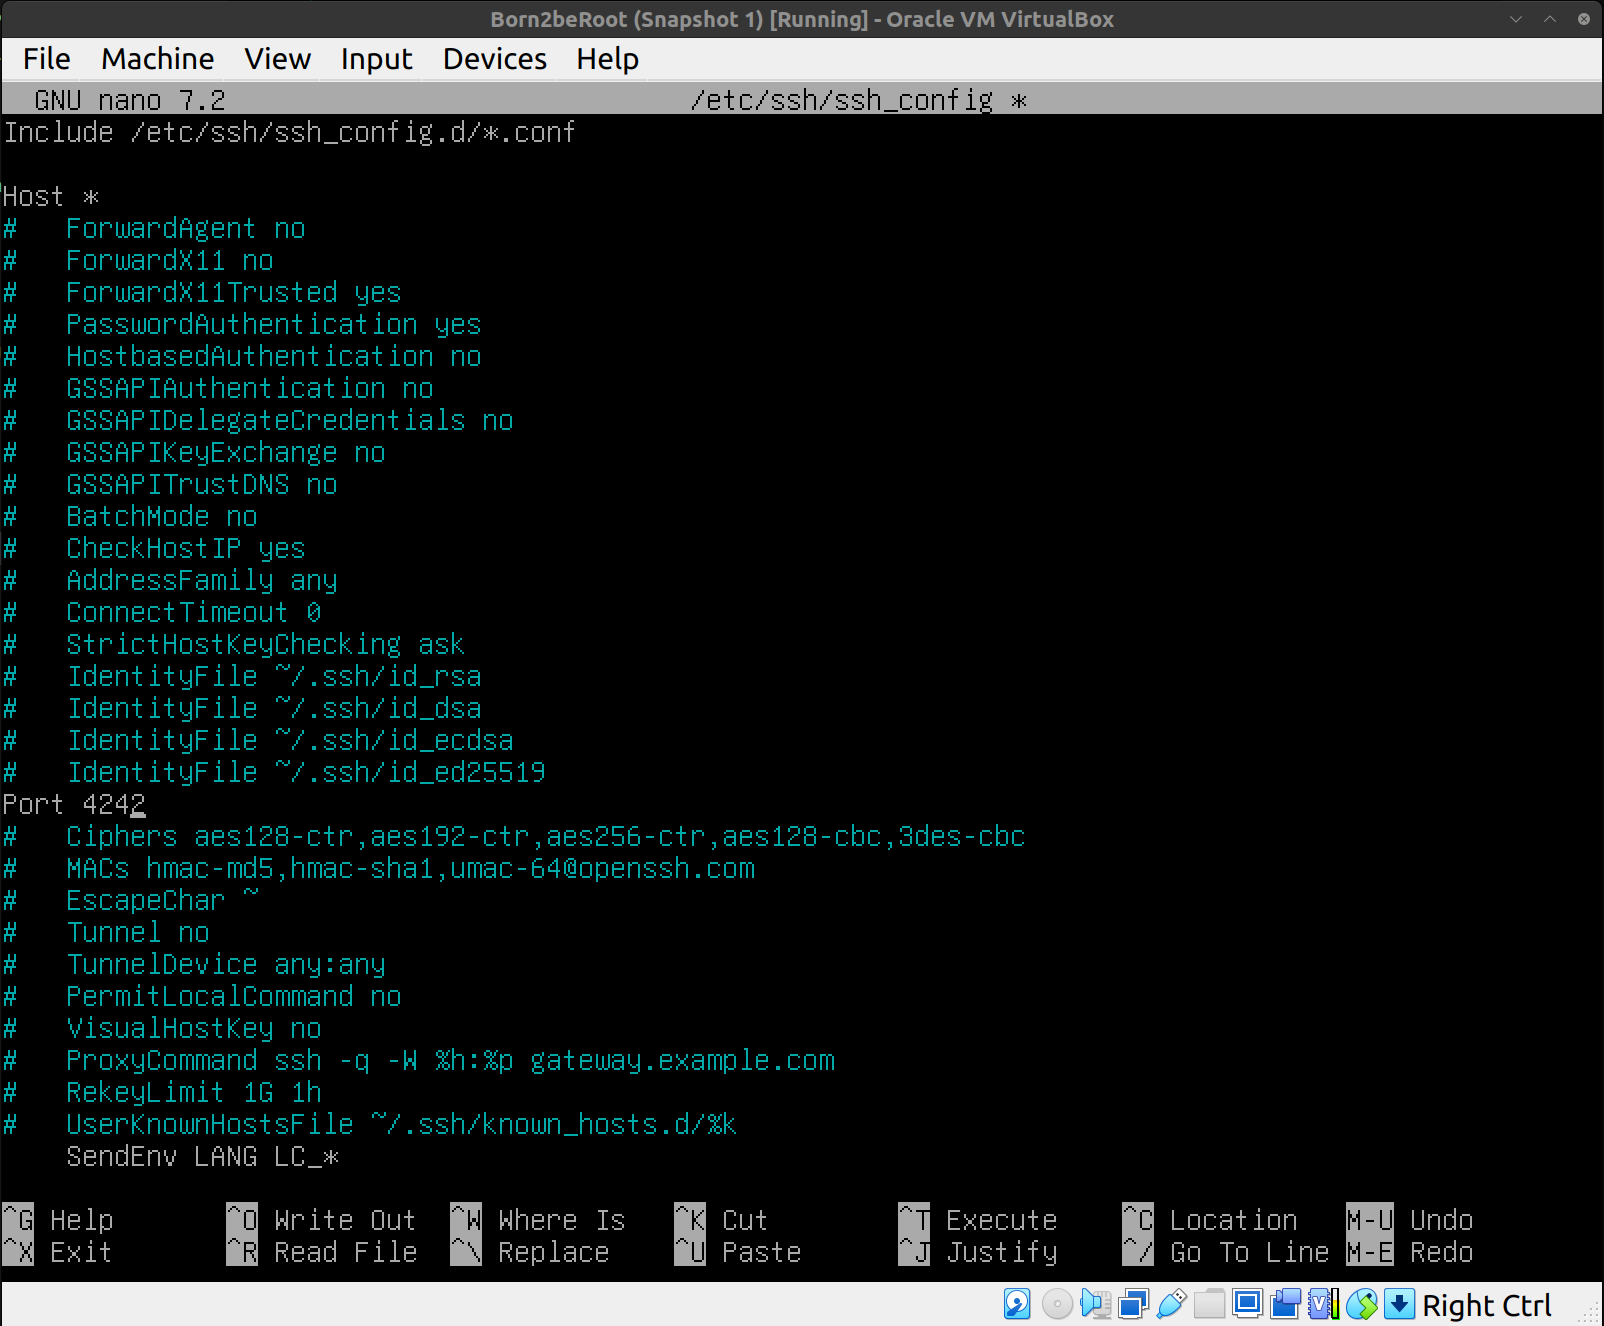 Born2beRoot (Snapshot 1) [Running] - Oracle VM VirtualBox
File Machine View Input Devices Help
GNU nano 7.2 /etc/ssh/ssh_config *
Include /etc/ssh/ssh_config.d/*.conf
Host *
#   ForwardAgent no
#   ForwardX11 no
#   ForwardX11Trusted yes
#   PasswordAuthentication yes
#   HostbasedAuthentication no
#   GSSAPIAuthentication no
#   GSSAPIDelegateCredentials no
#   GSSAPIKeyExchange no
#   GSSAPITrustDNS no
#   BatchMode no
#   CheckHostIP yes
#   AddressFamily any
#   ConnectTimeout 0
#   StrictHostKeyChecking ask
#   IdentityFile ~/.ssh/id_rsa
#   IdentityFile ~/.ssh/id_dsa
#   IdentityFile ~/.ssh/id_ecdsa
#   IdentityFile ~/.ssh/id_ed25519
Port 4242
#   Ciphers aes128-ctr,aes192-ctr,aes256-ctr,aes128-cbc,3des-cbc
#   MACs hmac-md5,hmac-sha1,umac-64@openssh.com
#   EscapeChar ~
#   Tunnel no
#   TunnelDevice any:any
#   PermitLocalCommand no
#   VisualHostKey no
#   ProxyCommand ssh -q -W %h:%p gateway.example.com
#   RekeyLimit 1G 1h
#   UserKnownHostsFile ~/.ssh/known_hosts.d/%k
    SendEnv LANG LC_*
^G Help ^O Write Out ^W Where Is ^K Cut ^T Execute ^C Location M-U Undo
^X Exit ^R Read File ^\ Replace ^U Paste ^J Justify ^/ Go To Line M-E Redo
Right Ctrl